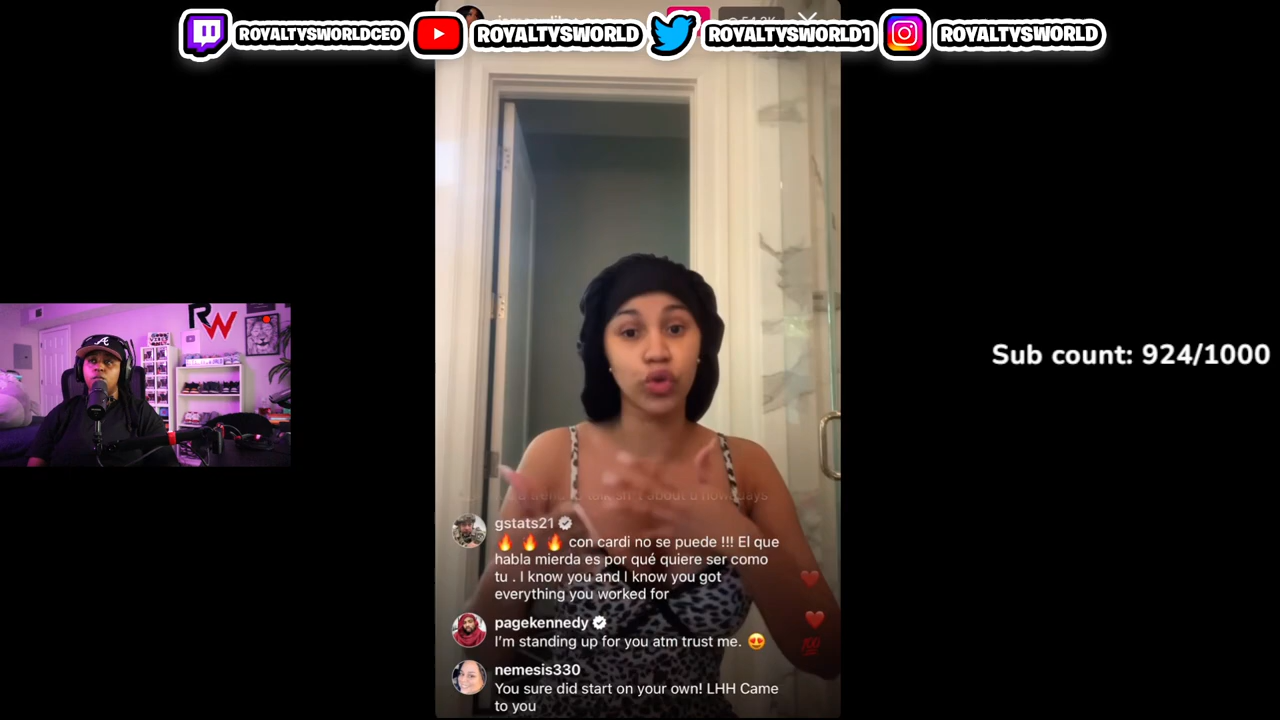 ROYALTYSWORLDCEO
ROYALTYSWORLD
ROYALTYSWORLD1
ROYALTYSWORLD
RW
A
Sub count: 924/1000
gstats21
🔥 🔥 🔥 con cardi no se puede !!! El que
habla mierda es por qué quiere ser como
tu . I know you and I know you got
everything you worked for
pagekennedy
I'm standing up for you atm trust me. 😍
nemesis330
You sure did start on your own! LHH Came
to you
💯